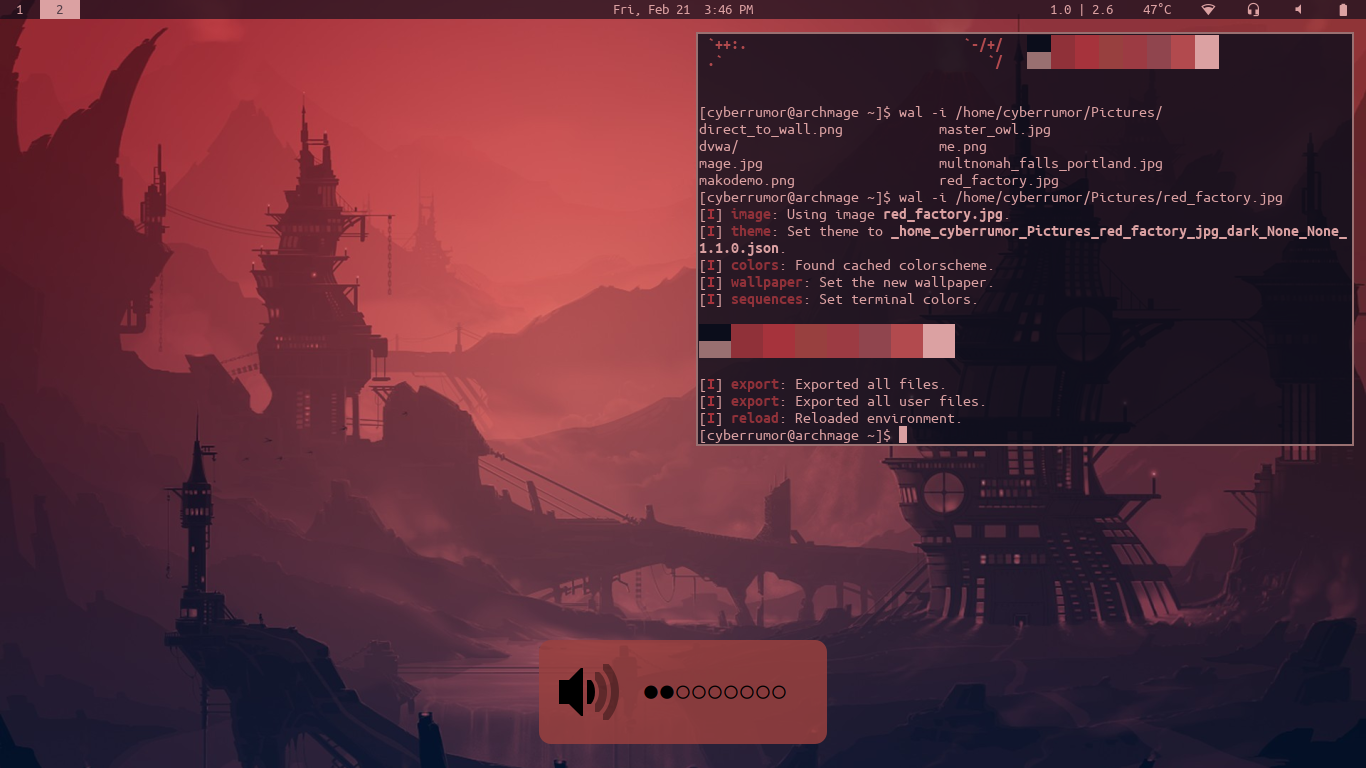 1 2 Fri, Feb 21 3:46 PM 1.0 | 2.6 47°C
`++:. `-/+/
.` `/
[cyberrumor@archmage ~]$ wal -i /home/cyberrumor/Pictures/
direct_to_wall.png master_owl.jpg
dvwa/ me.png
mage.jpg multnomah_falls_portland.jpg
makodemo.png red_factory.jpg
[cyberrumor@archmage ~]$ wal -i /home/cyberrumor/Pictures/red_factory.jpg
[I] image: Using image red_factory.jpg.
[I] theme: Set theme to _home_cyberrumor_Pictures_red_factory_jpg_dark_None_None_
1.1.0.json.
[I] colors: Found cached colorscheme.
[I] wallpaper: Set the new wallpaper.
[I] sequences: Set terminal colors.
[I] export: Exported all files.
[I] export: Exported all user files.
[I] reload: Reloaded environment.
[cyberrumor@archmage ~]$